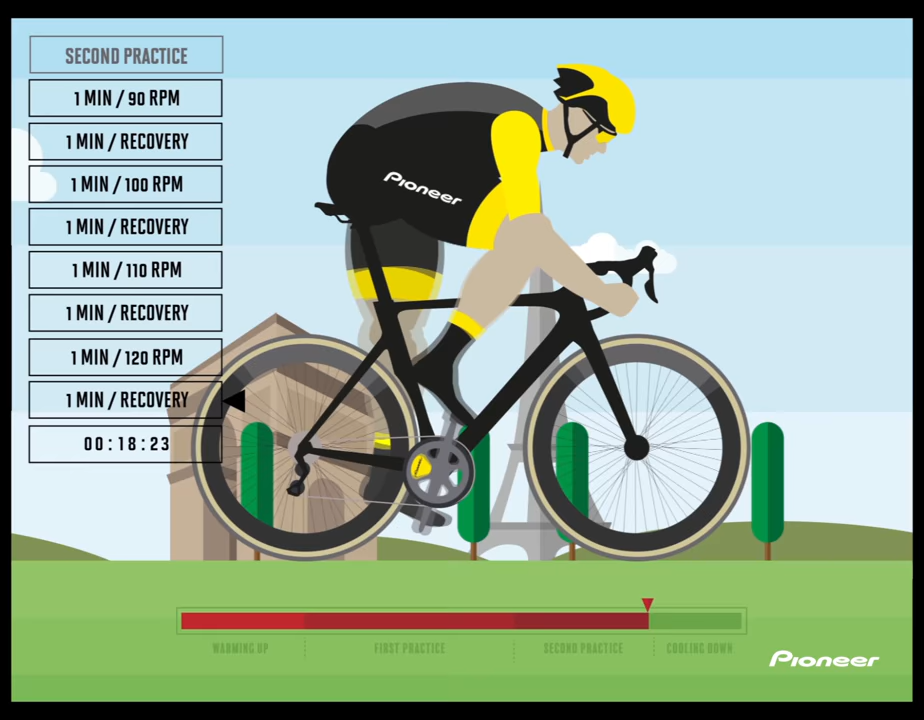 SECOND PRACTICE
1 MIN / 90 RPM
1 MIN / RECOVERY
1 MIN / 100 RPM
1 MIN / RECOVERY
1 MIN / 110 RPM
1 MIN / RECOVERY
1 MIN / 120 RPM
1 MIN / RECOVERY
00:18:23
Pioneer
WARMING UP
FIRST PRACTICE
SECOND PRACTICE
COOLING DOWN
Pioneer